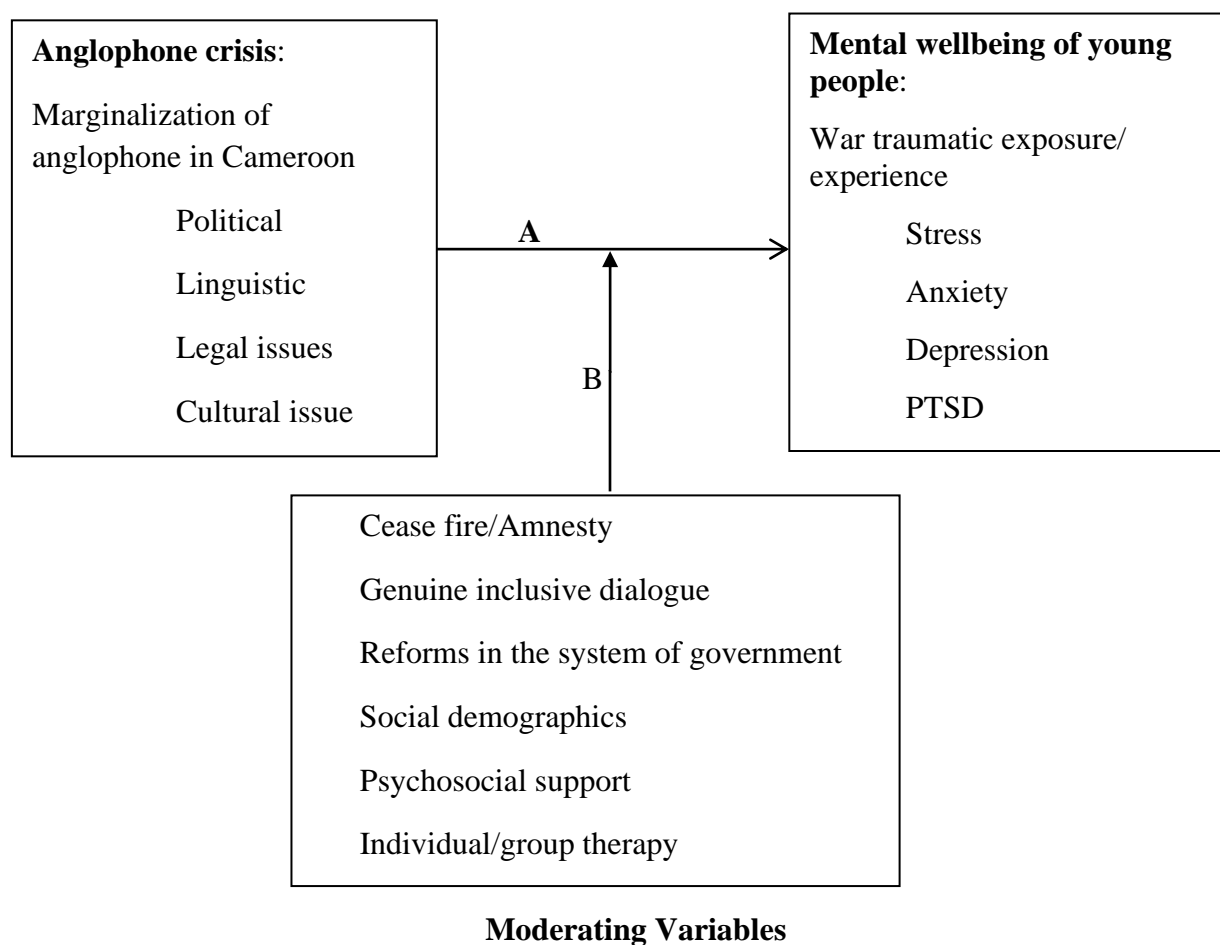 Anglophone crisis:
Marginalization of
anglophone in Cameroon
Political
Linguistic
Legal issues
Cultural issue
A
Mental wellbeing of young
people:
War traumatic exposure/
experience
Stress
Anxiety
Depression
PTSD
B
Cease fire/Amnesty
Genuine inclusive dialogue
Reforms in the system of government
Social demographics
Psychosocial support
Individual/group therapy
Moderating Variables